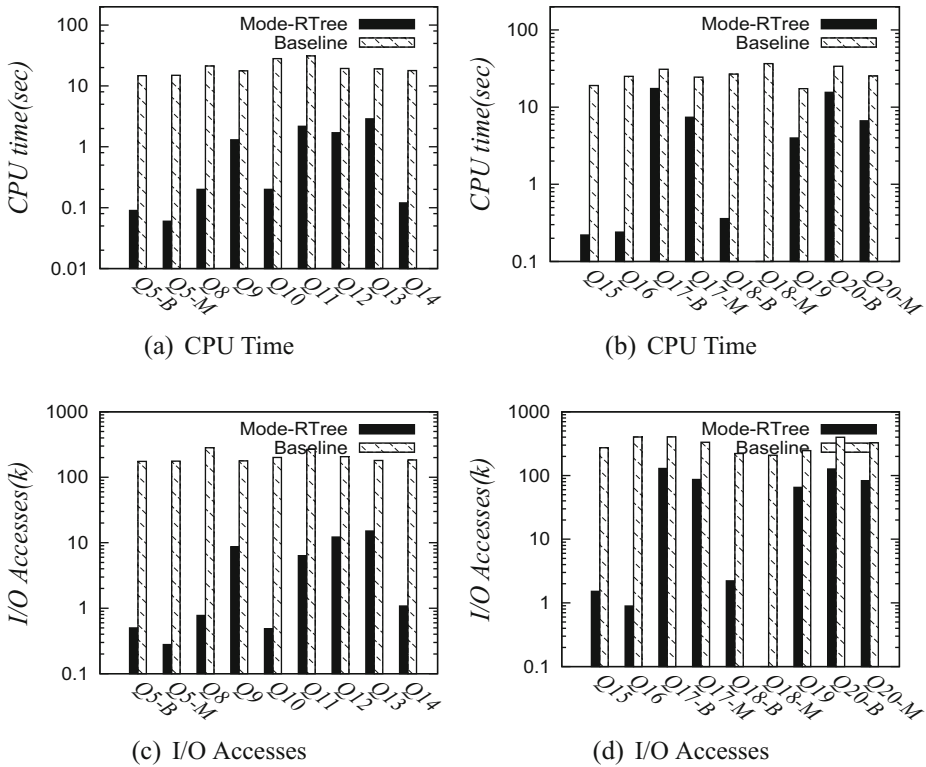 Mode-RTree
Baseline
CPU time(sec)
100
10
1
0.1
0.01
Q5-B
Q5-M
Q8
Q9
Q10
Q11
Q12
Q13
Q14
(a) CPU Time
Mode-RTree
Baseline
CPU time(sec)
100
10
1
0.1
Q15
Q16
Q17-B
Q17-M
Q18-B
Q18-M
Q19
Q20-B
Q20-M
(b) CPU Time
Mode-RTree
Baseline
I/O Accesses(k)
1000
100
10
1
0.1
Q5-B
Q5-M
Q8
Q9
Q10
Q11
Q12
Q13
Q14
(c) I/O Accesses
Mode-RTree
Baseline
I/O Accesses(k)
1000
100
10
1
0.1
Q15
Q16
Q17-B
Q17-M
Q18-B
Q18-M
Q19
Q20-B
Q20-M
(d) I/O Accesses